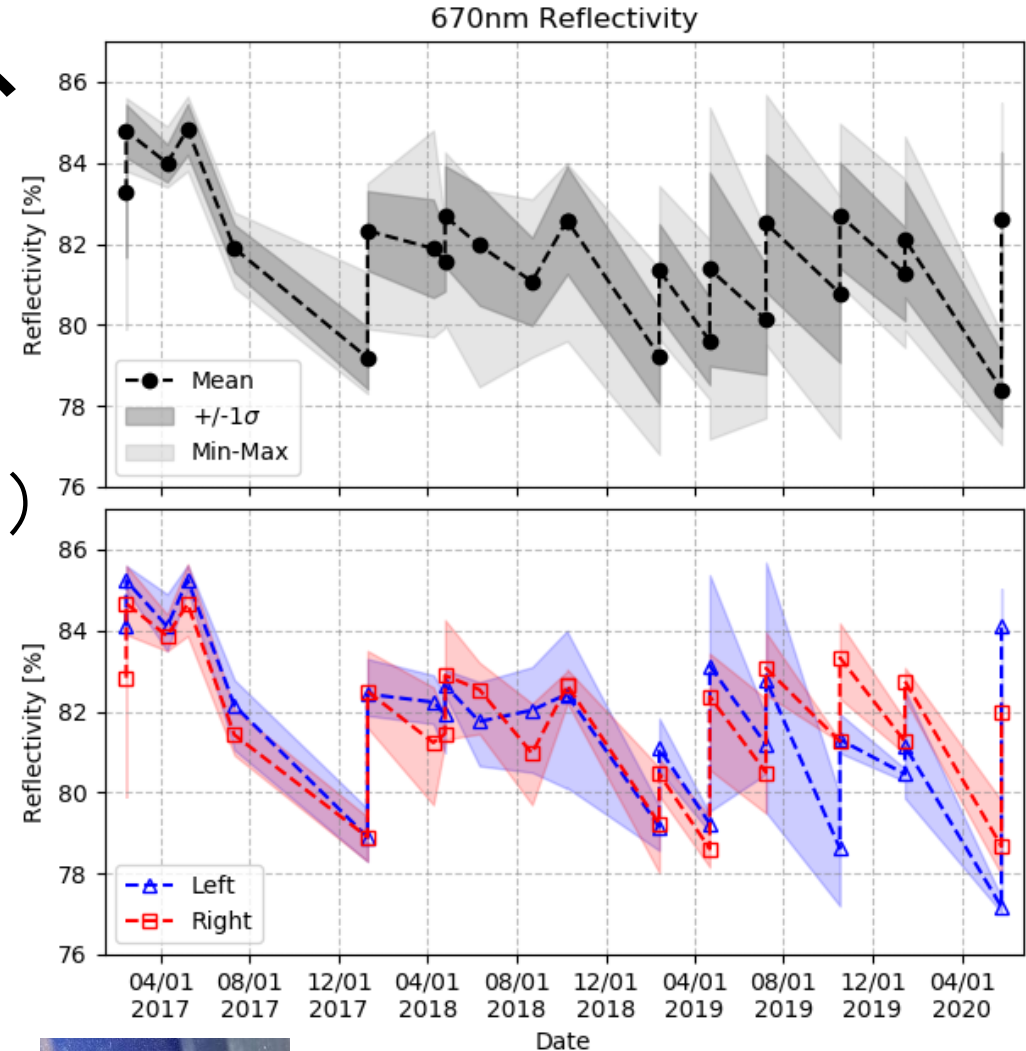 670nm Reflectivity
Reflectivity [%]
86
84
82
80
78
76
Mean
+/-1σ
Min-Max
)
Reflectivity [%]
86
84
82
80
78
76
Left
Right
04/01 08/01 12/01 04/01 08/01 12/01 04/01 08/01 12/01 04/01
2017 2017 2017 2018 2018 2018 2019 2019 2019 2020
Date